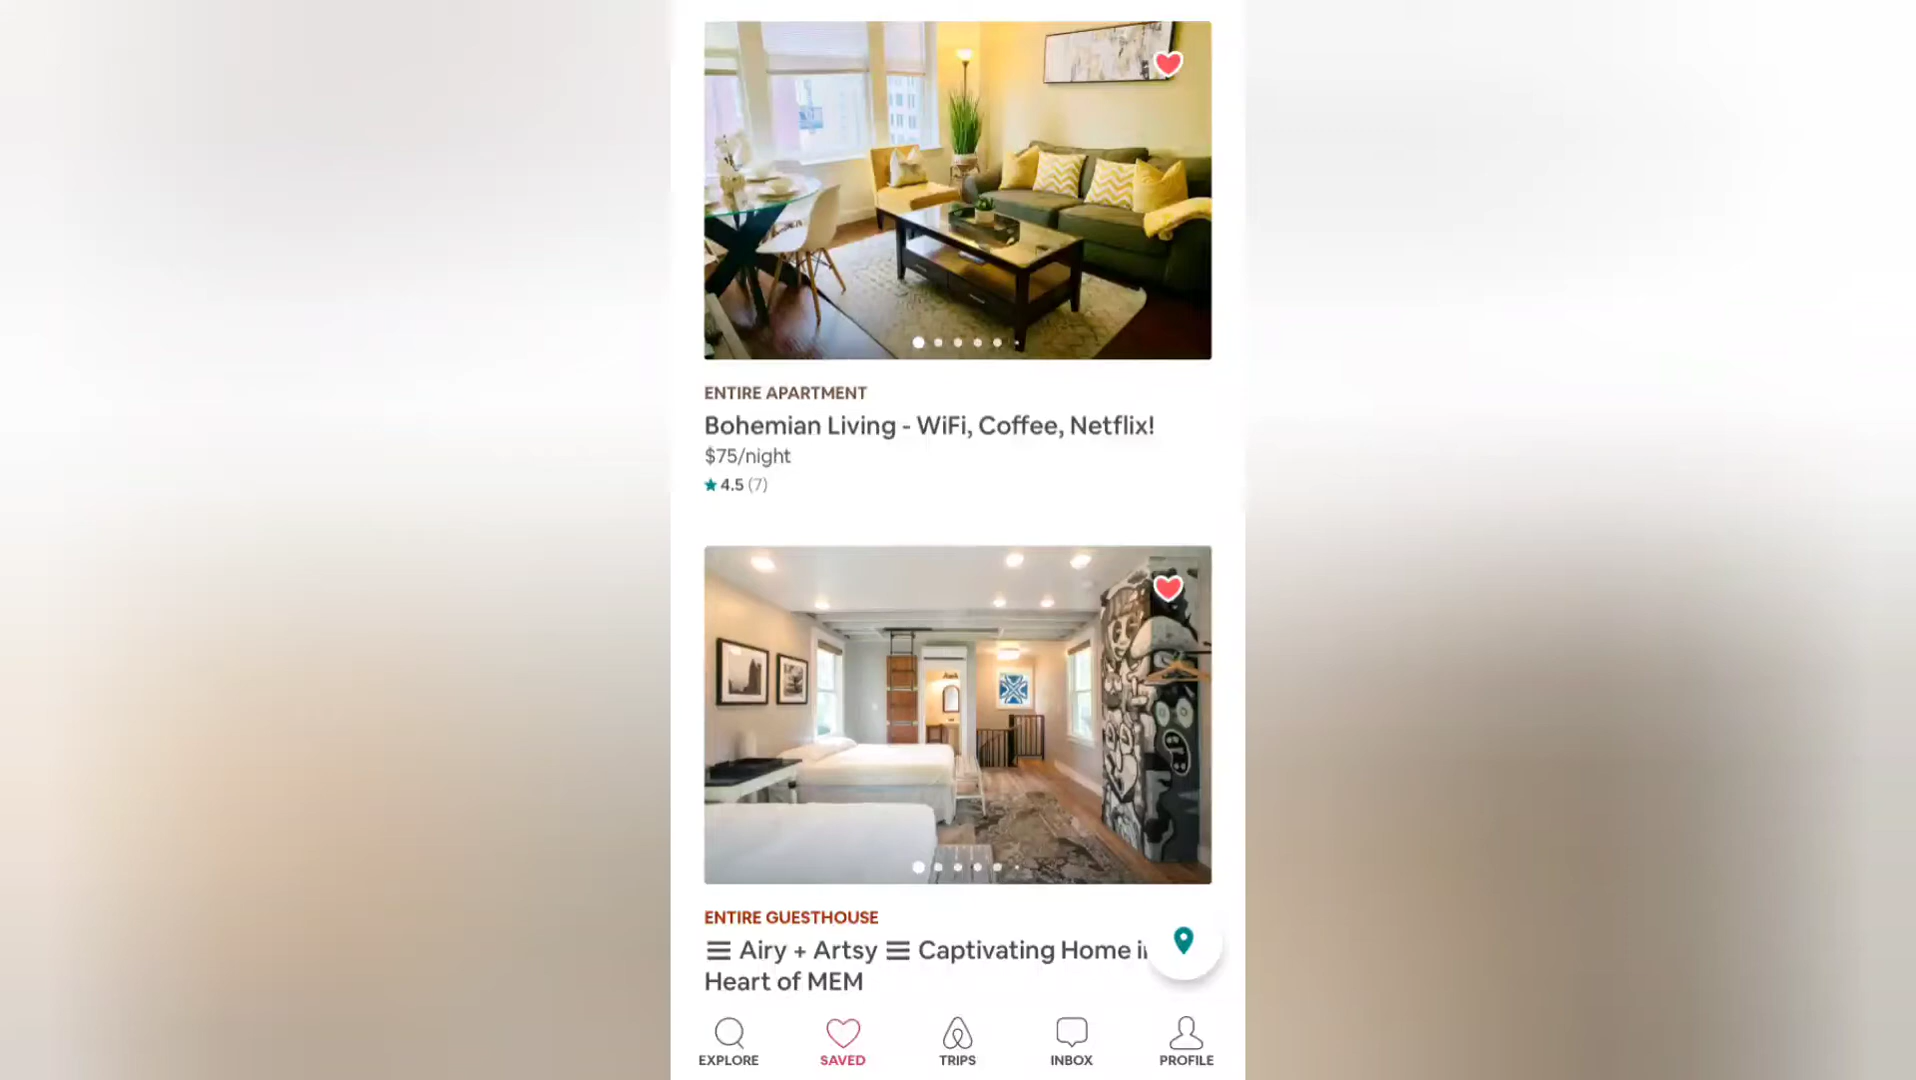 ENTIRE APARTMENT
Bohemian Living - WiFi, Coffee, Netflix!
$75/night
4.5 (7)
ENTIRE GUESTHOUSE
Airy + Artsy Captivating Home
Heart of MEM
EXPLORE SAVED TRIPS INBOX PROFILE